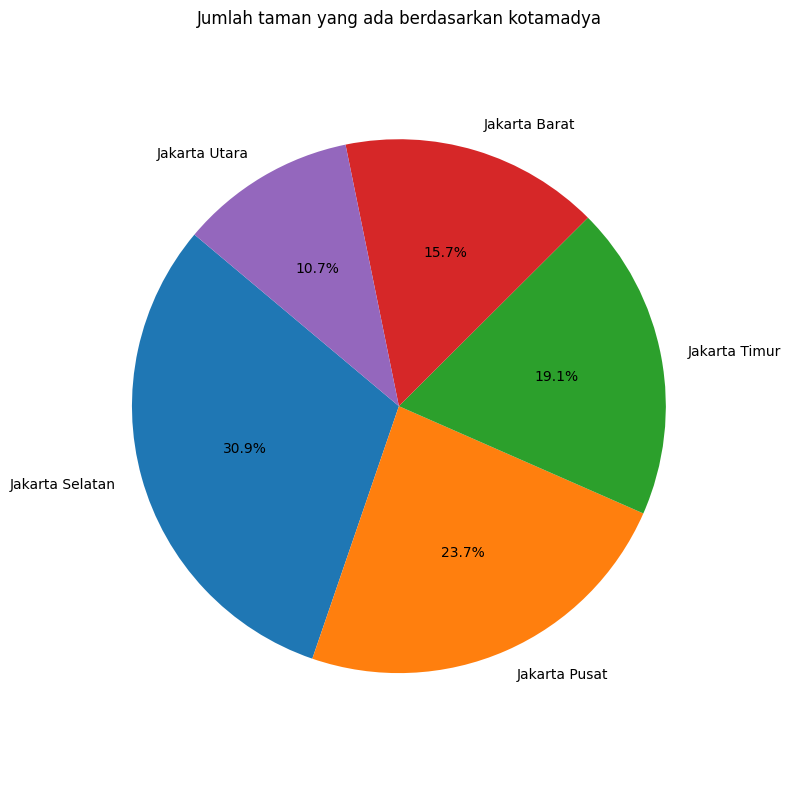 Jumlah taman yang ada berdasarkan kotamadya
Jakarta Barat
Jakarta Utara
15.7%
10.7%
Jakarta Timur
19.1%
30.9%
Jakarta Selatan
23.7%
Jakarta Pusat